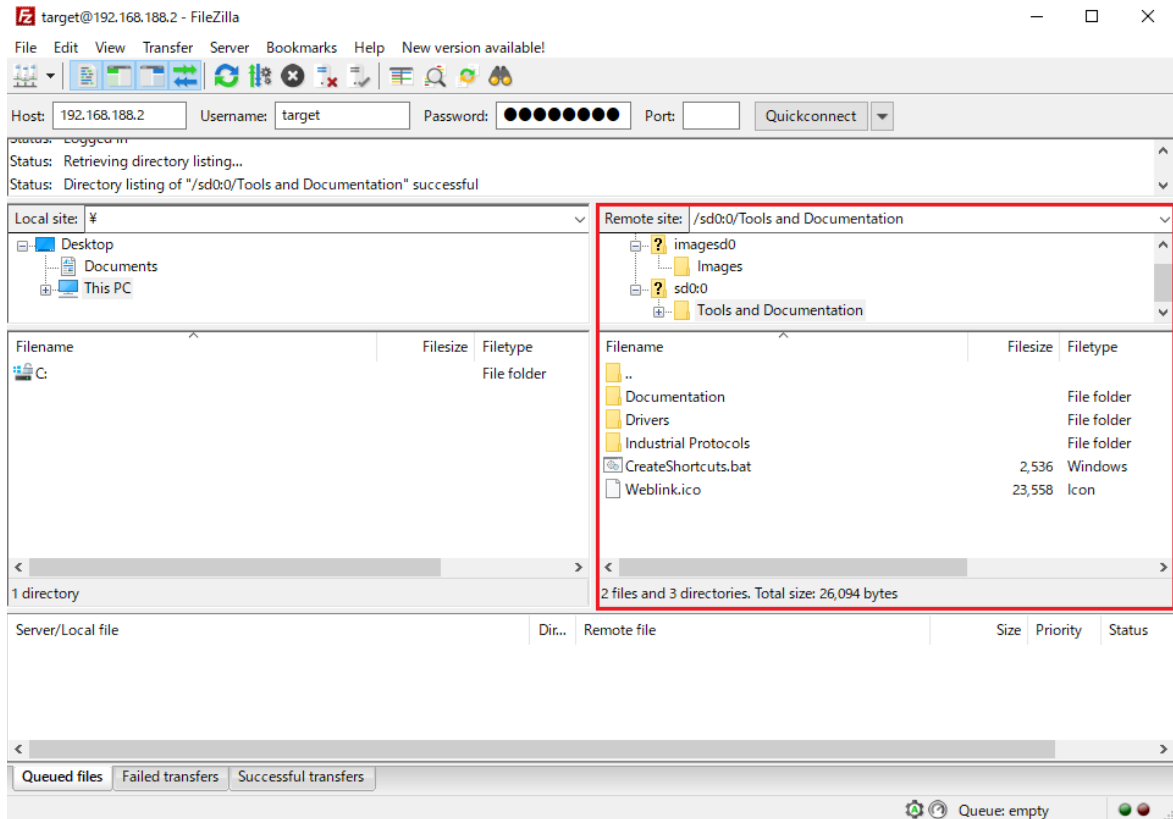 target@192.168.188.2 - FileZilla
File Edit View Transfer Server Bookmarks Help New version available!
Host: 192.168.188.2 Username: target Password: ●●●●●●●● Port: Quickconnect
Status: Logged in
Status: Retrieving directory listing...
Status: Directory listing of "/sd0:0/Tools and Documentation" successful
Local site: ¥
Desktop
Documents
This PC
Filename Filesize Filetype
C: File folder
1 directory
Remote site: /sd0:0/Tools and Documentation
imagesd0
Images
sd0:0
Tools and Documentation
Filename Filesize Filetype
..
Documentation File folder
Drivers File folder
Industrial Protocols File folder
CreateShortcuts.bat 2,536 Windows
Weblink.ico 23,558 Icon
2 files and 3 directories. Total size: 26,094 bytes
Server/Local file Dir... Remote file Size Priority Status
Queued files Failed transfers Successful transfers
Queue: empty